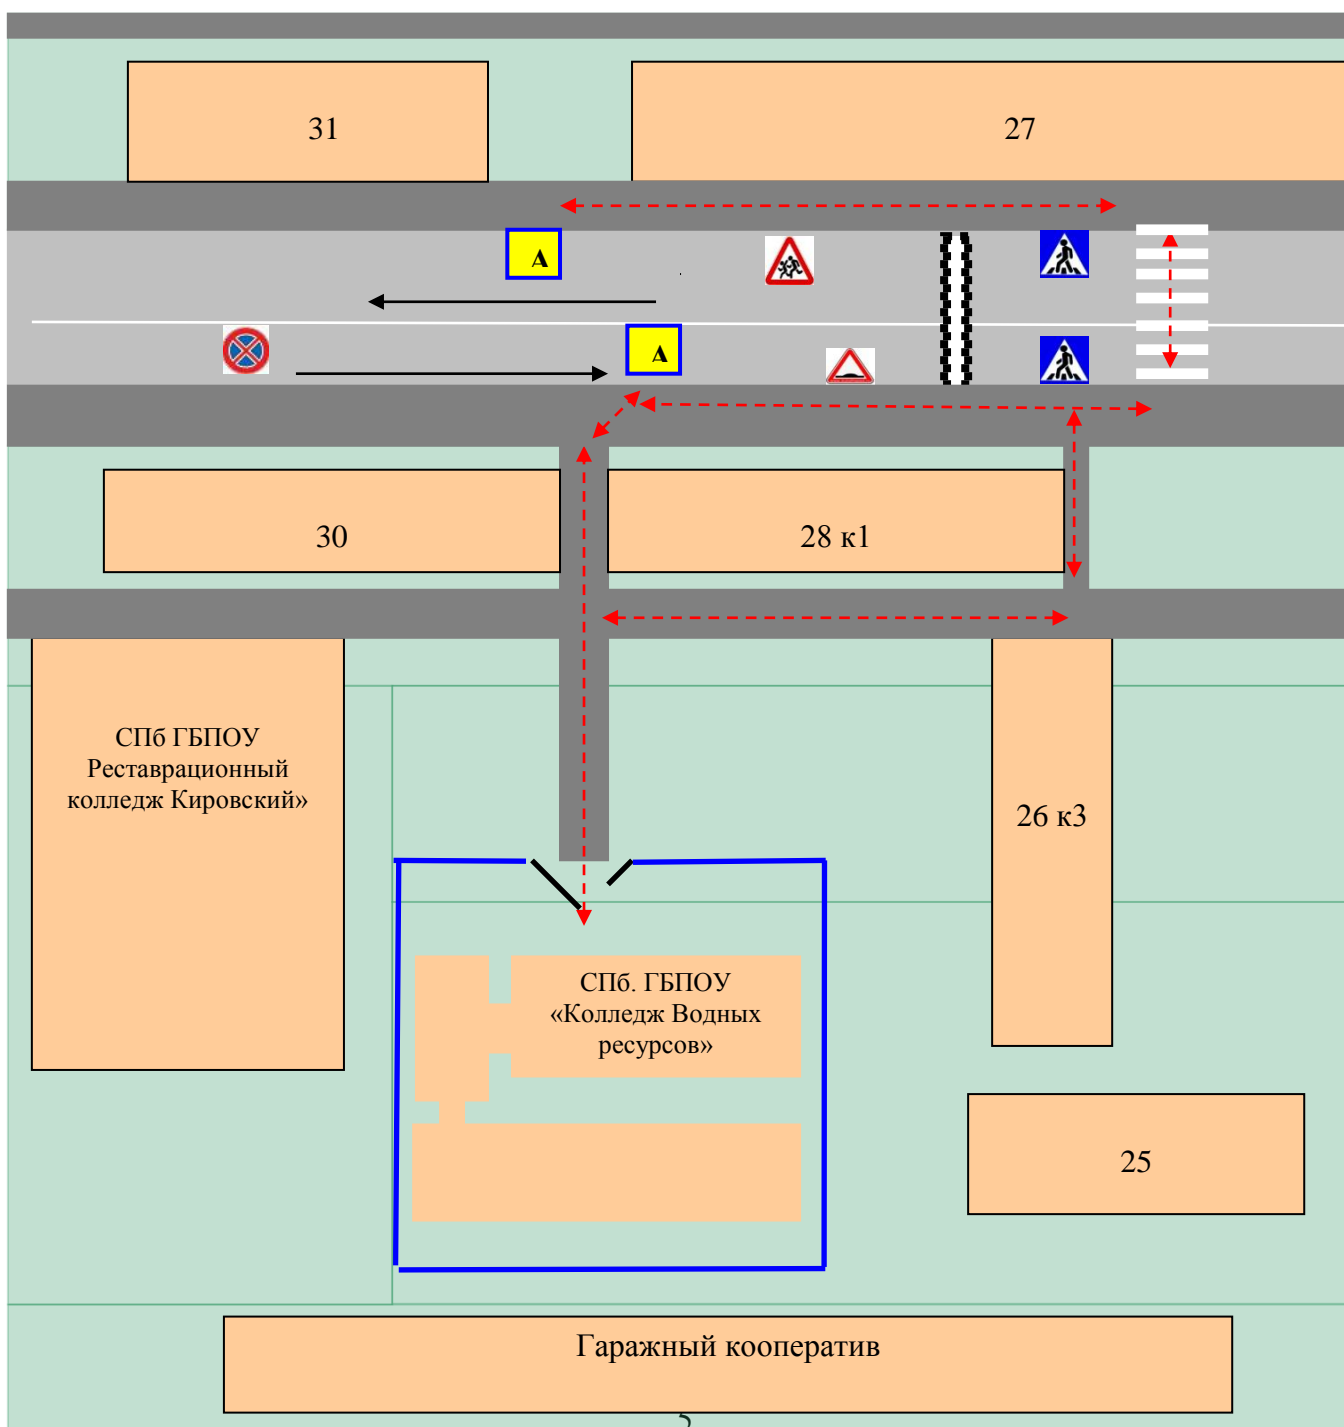 31
27
А
А
30
28 к1
СПб ГБПОУ
Реставрационный
колледж Кировский»
26 к3
СПб. ГБПОУ
«Колледж Водных
ресурсов»
25
Гаражный кооператив